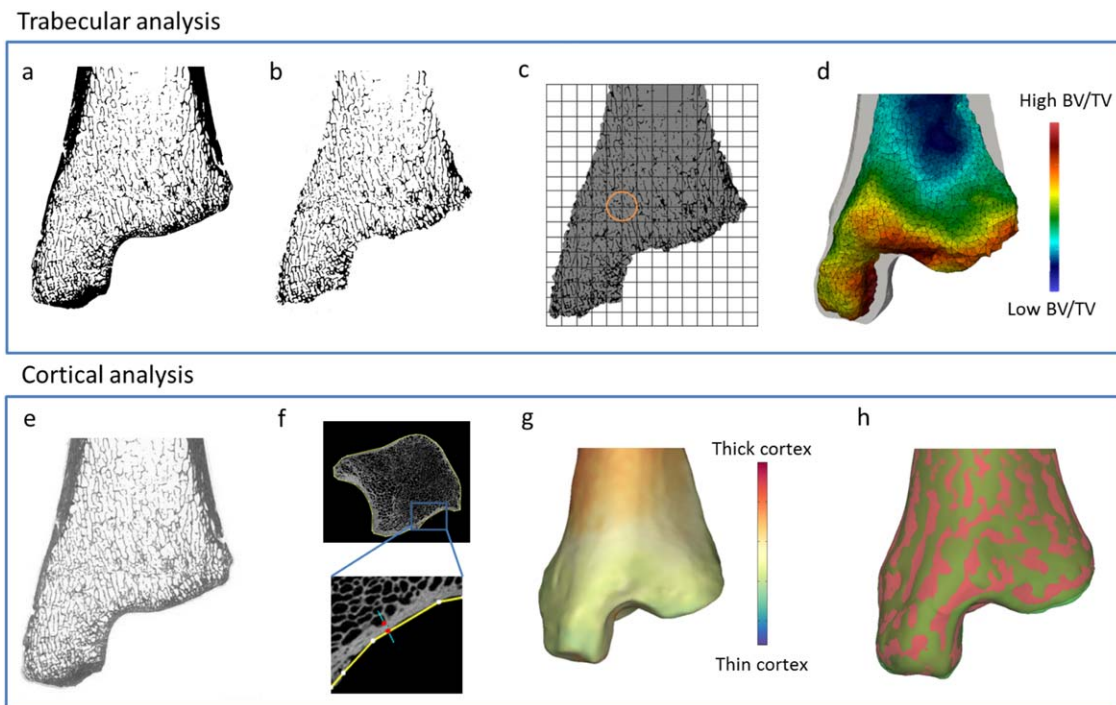 Trabecular analysis
a
b
c
d
High BV/TV
Low BV/TV
Cortical analysis
e
f
g
h
Thick cortex
Thin cortex